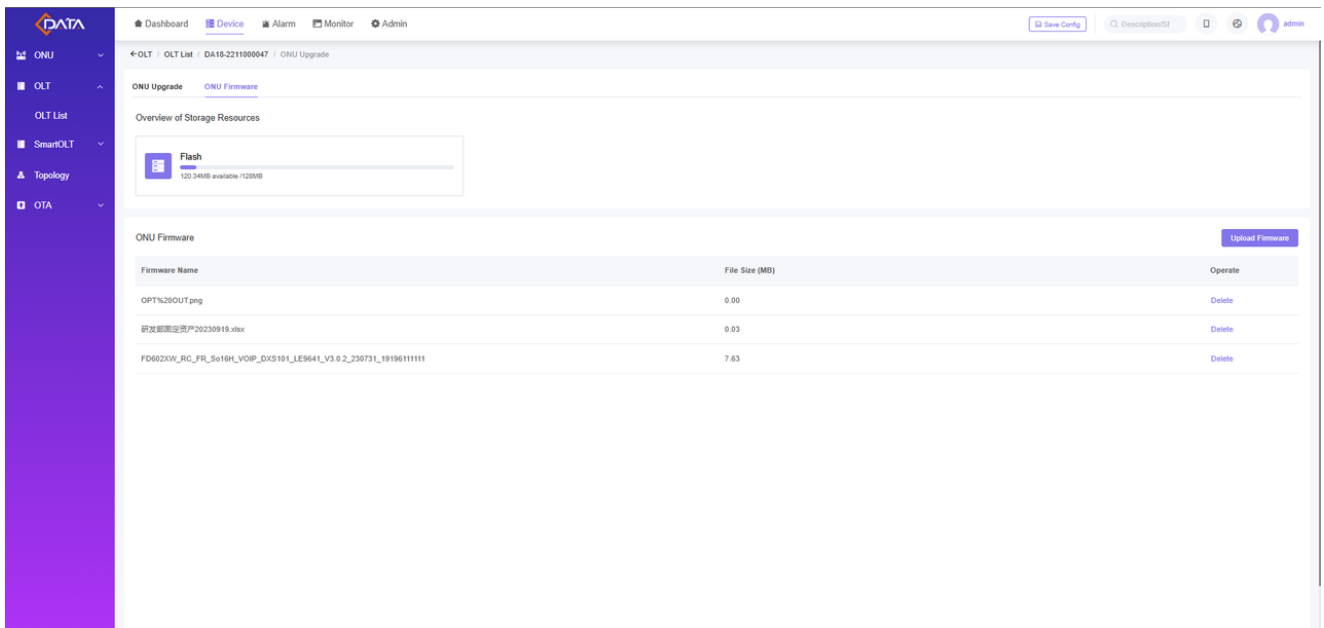 DATA
Dashboard Device Alarm Monitor Admin
Save Config
Description/Sf
admin
ONU
OLT
OLT List
SmartOLT
Topology
OTA
←OLT / OLT List / DA18-2211000047 / ONU Upgrade
ONU Upgrade ONU Firmware
Overview of Storage Resources
Flash
120.34MB available /128MB
ONU Firmware
Upload Firmware
Firmware Name File Size (MB) Operate
OPT%20OUT.png 0.00 Delete
研发部固定资产20230919.xlsx 0.03 Delete
FD602XW_RC_FR_So16H_VOIP_DXS101_LE9641_V3.0.2_230731_19196111111 7.63 Delete